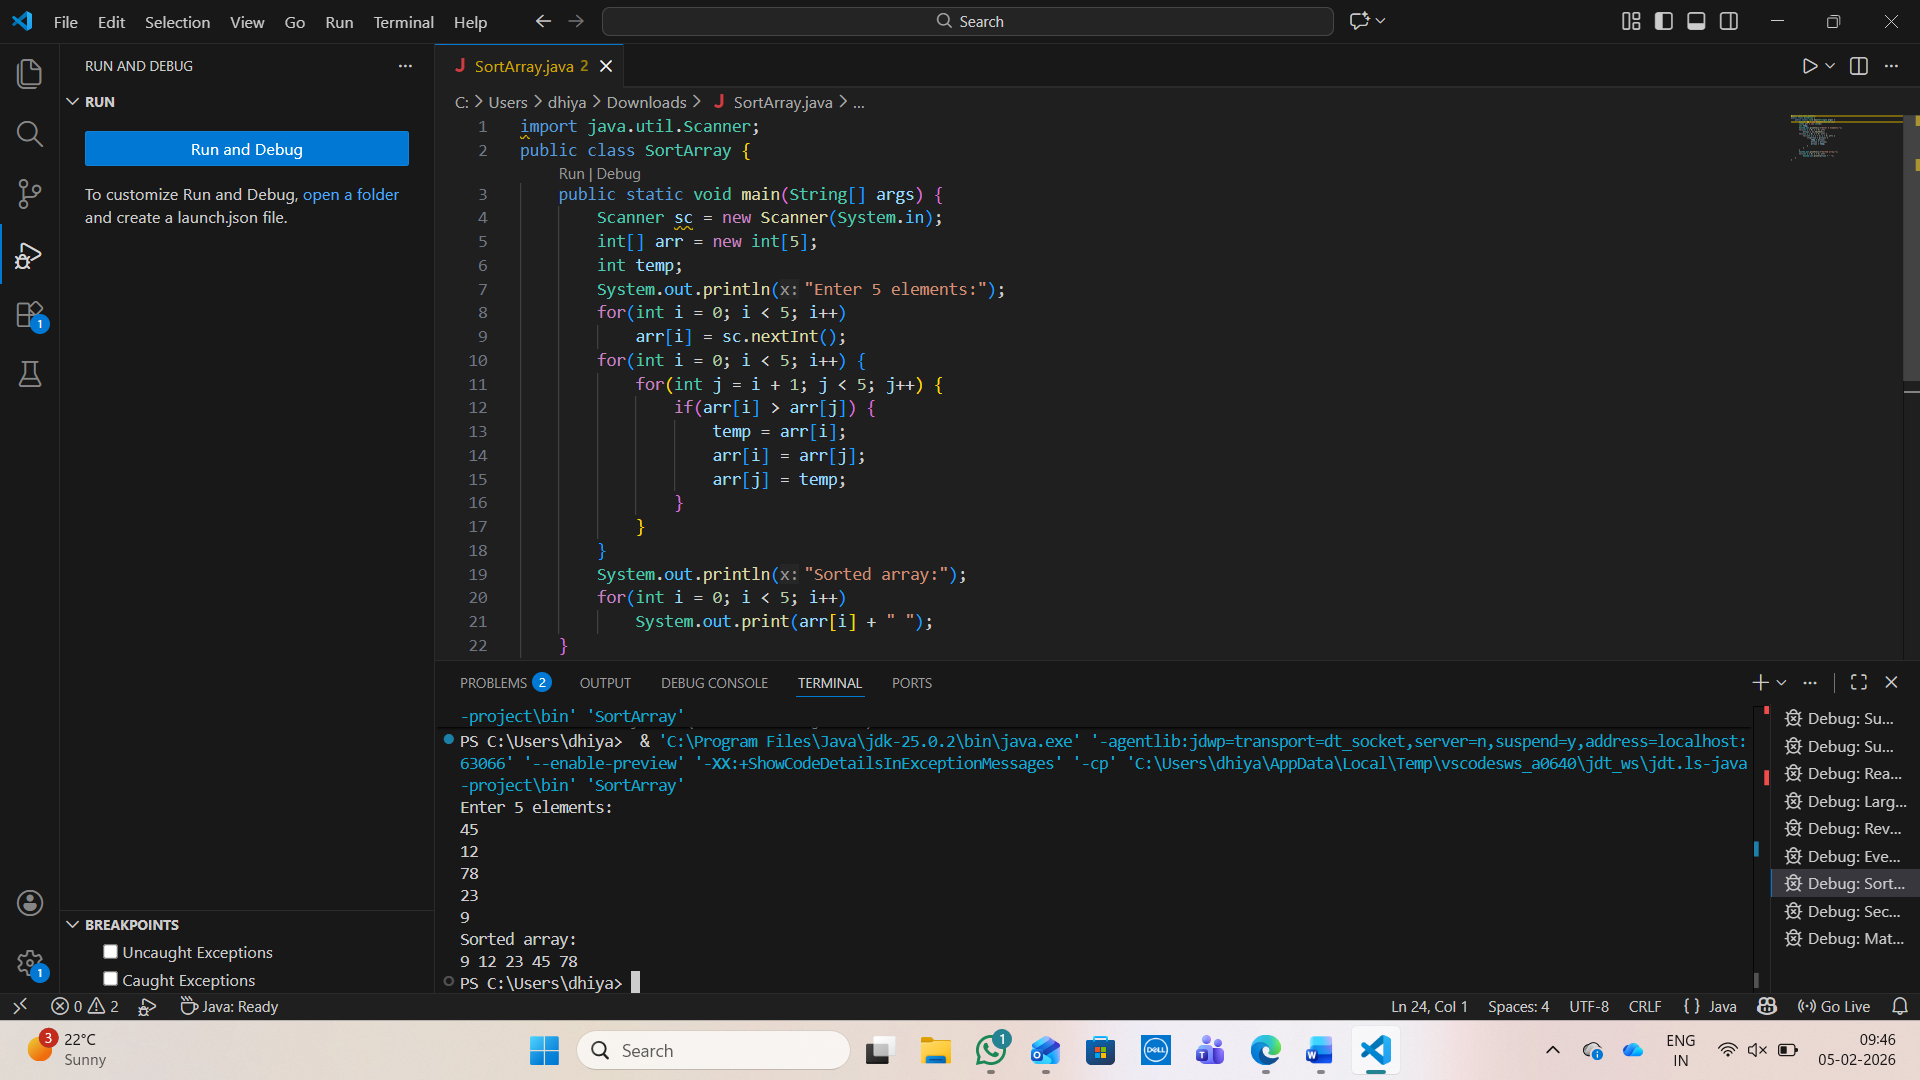 File Edit Selection View Go Run Terminal Help
Search
RUN AND DEBUG
RUN
Run and Debug
To customize Run and Debug, open a folder
and create a launch.json file.
SortArray.java 2
C: > Users > dhiya > Downloads > SortArray.java > ...
1 import java.util.Scanner;
2 public class SortArray {
Run | Debug
3 public static void main(String[] args) {
4 Scanner sc = new Scanner(System.in);
5 int[] arr = new int[5];
6 int temp;
7 System.out.println(x: "Enter 5 elements:");
8 for(int i = 0; i < 5; i++)
9 arr[i] = sc.nextInt();
10 for(int i = 0; i < 5; i++) {
11 for(int j = i + 1; j < 5; j++) {
12 if(arr[i] > arr[j]) {
13 temp = arr[i];
14 arr[i] = arr[j];
15 arr[j] = temp;
16 }
17 }
18 }
19 System.out.println(x: "Sorted array:");
20 for(int i = 0; i < 5; i++)
21 System.out.print(arr[i] + " ");
22 }
PROBLEMS 2 OUTPUT DEBUG CONSOLE TERMINAL PORTS
-project\bin' 'SortArray'
PS C:\Users\dhiya> & 'C:\Program Files\Java\jdk-25.0.2\bin\java.exe' '-agentlib:jdwp=transport=dt_socket,server=n,suspend=y,address=localhost:
63066' '--enable-preview' '-XX:+ShowCodeDetailsInExceptionMessages' '-cp' 'C:\Users\dhiya\AppData\Local\Temp\vscodesws_a0640\jdt_ws\jdt.ls-java
-project\bin' 'SortArray'
Enter 5 elements:
45
12
78
23
9
Sorted array:
9 12 23 45 78
PS C:\Users\dhiya>
Debug: Su...
Debug: Su...
Debug: Rea...
Debug: Larg...
Debug: Rev...
Debug: Eve...
Debug: Sort...
Debug: Sec...
Debug: Mat...
1
BREAKPOINTS
Uncaught Exceptions
Caught Exceptions
1
0 2 Java: Ready
Ln 24, Col 1 Spaces: 4 UTF-8 CRLF {} Java Go Live
3
22°C
Sunny
Search
1
DELL
ENG
IN
09:46
05-02-2026